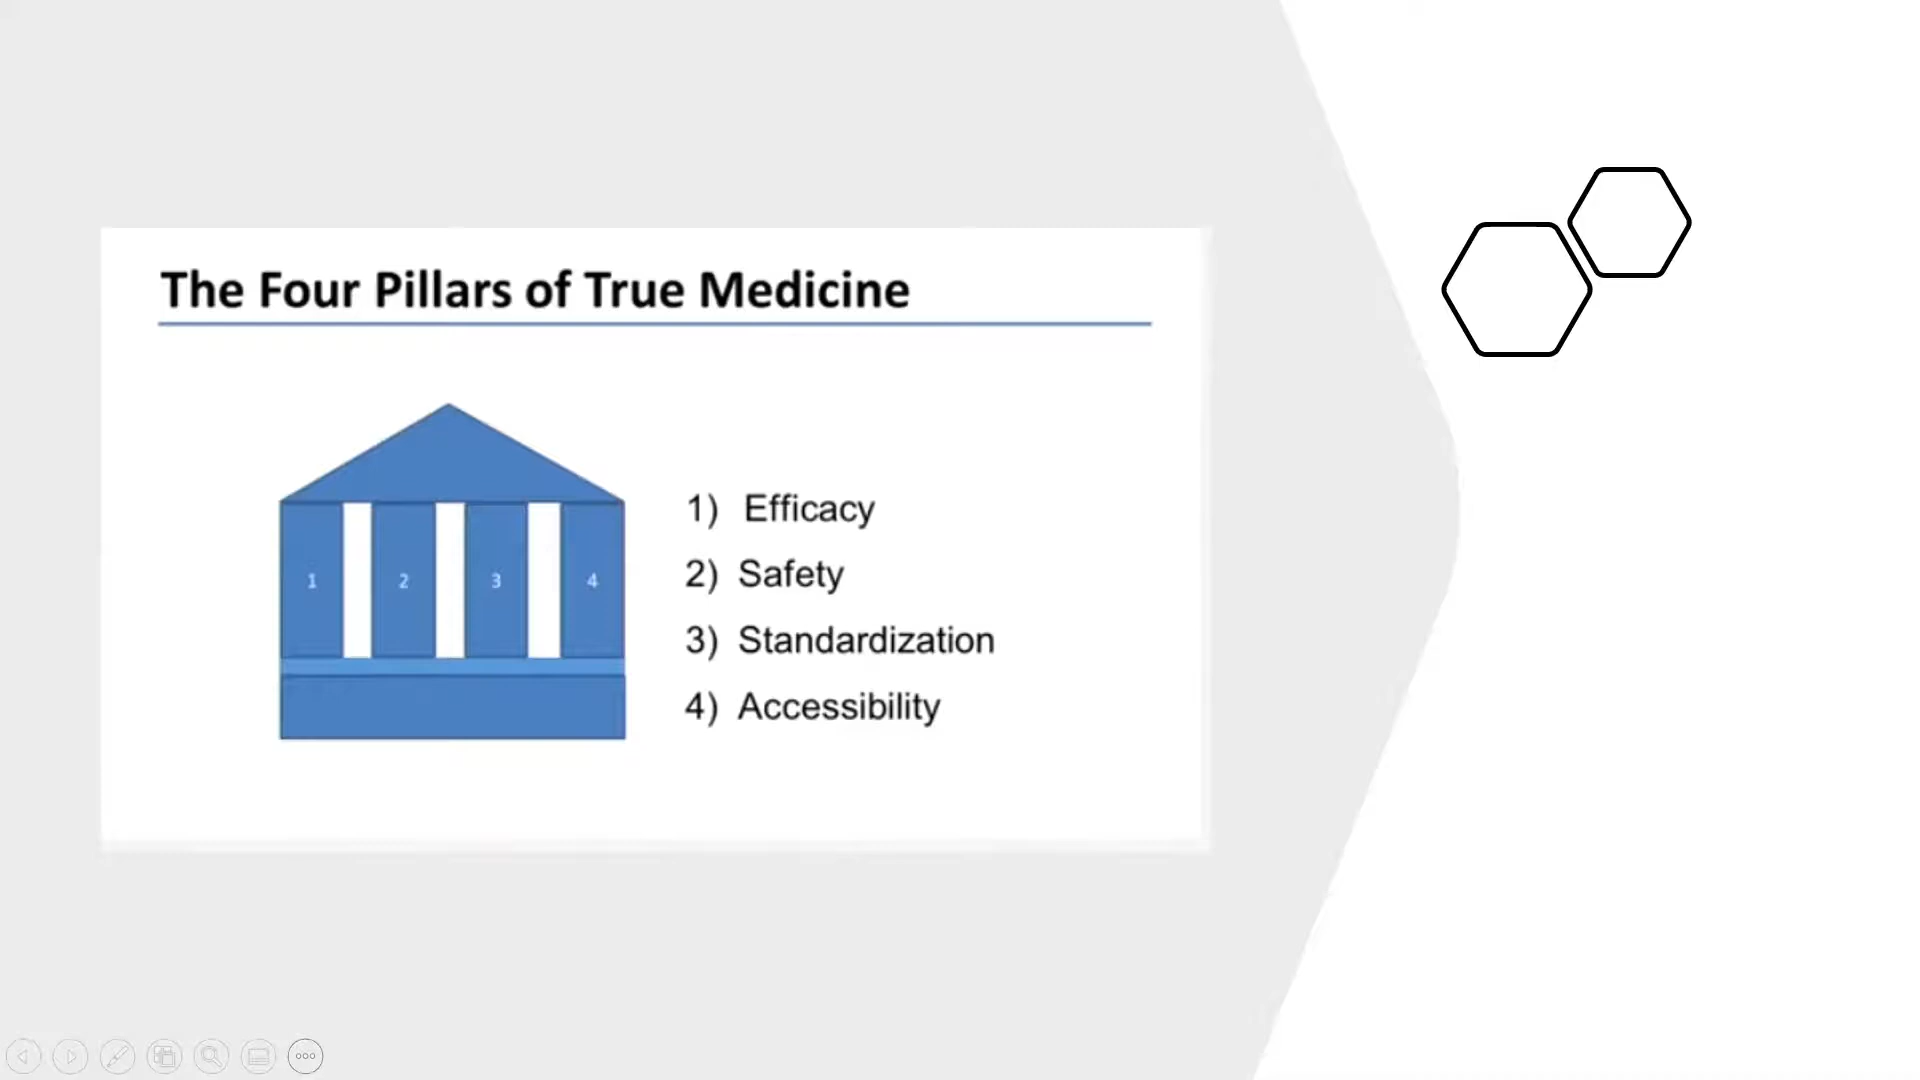 The Four Pillars of True Medicine
1 2 3 4
1) Efficacy
2) Safety
3) Standardization
4) Accessibility